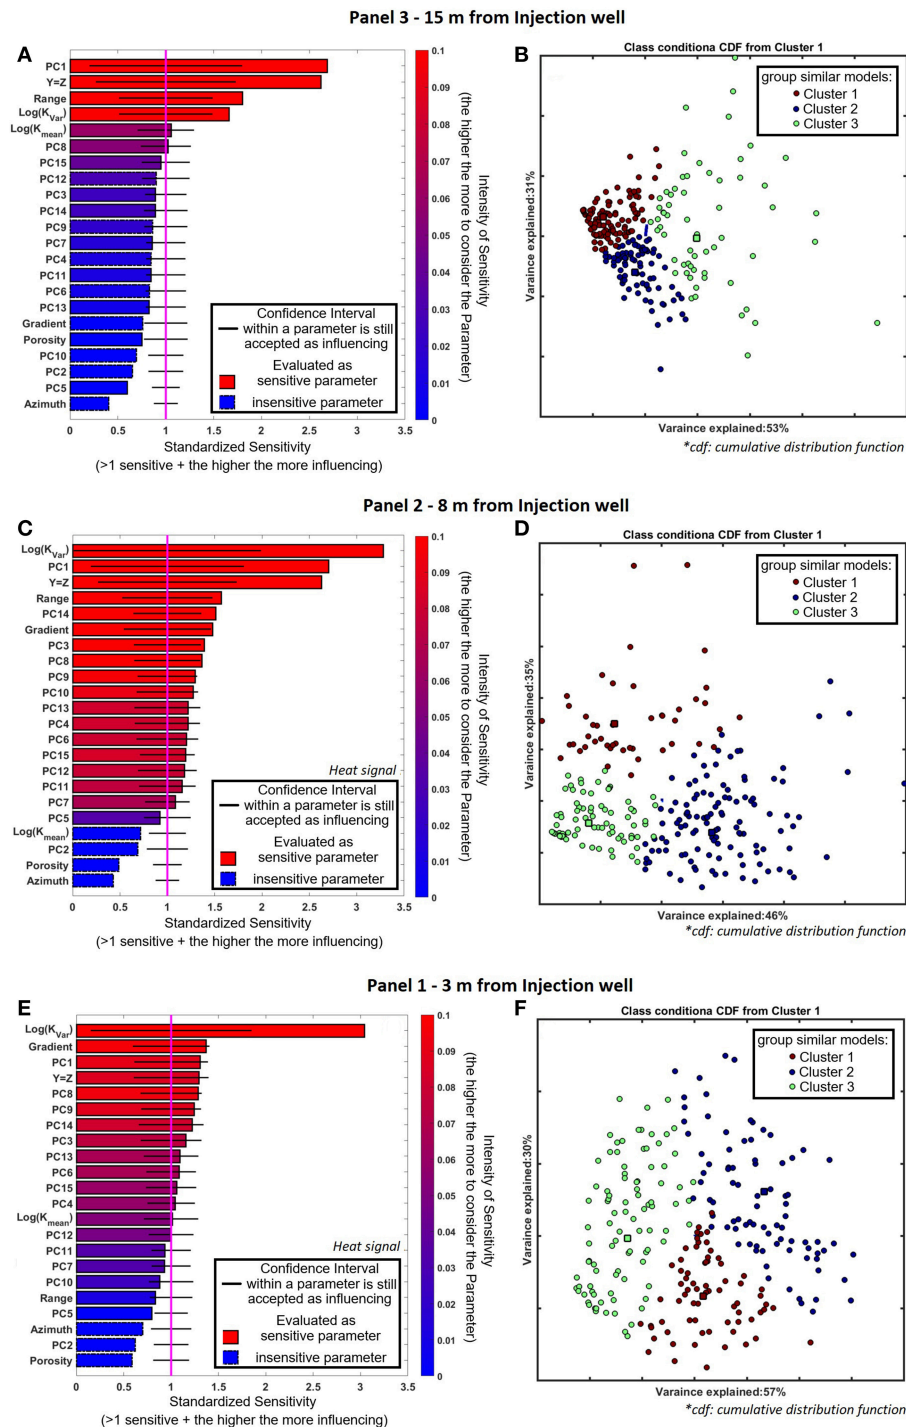 Panel 3 - 15 m from Injection well
A
PC1
Y=Z
Range
Log(K_Var)
Log(K_mean)
PC8
PC15
PC12
PC3
PC14
PC9
PC7
PC4
PC11
PC6
PC13
Gradient
Porosity
PC10
PC2
PC5
Azimuth
0 0.5 1 1.5 2 2.5 3 3.5
Standardized Sensitivity
(>1 sensitive + the higher the more influencing)
Confidence Interval
within a parameter is still
accepted as influencing
Evaluated as
sensitive parameter
insensitive parameter
0.1
0.09
0.08
0.07
0.06
0.05
0.04
0.03
0.02
0.01
0
Intensity of Sensitivity
(the higher the more to consider the Parameter)
B
Class conditiona CDF from Cluster 1
group similar models:
Cluster 1
Cluster 2
Cluster 3
Varaince explained:31%
Varaince explained:53%
*cdf: cumulative distribution function
Panel 2 - 8 m from Injection well
C
Log(K_Var)
PC1
Y=Z
Range
PC14
Gradient
PC3
PC8
PC9
PC10
PC13
PC4
PC6
PC15
PC12
PC11
PC7
PC5
Log(K_mean)
PC2
Porosity
Azimuth
0 0.5 1 1.5 2 2.5 3 3.5
Standardized Sensitivity
(>1 sensitive + the higher the more influencing)
Heat signal
Confidence Interval
within a parameter is still
accepted as influencing
Evaluated as
sensitive parameter
insensitive parameter
0.1
0.09
0.08
0.07
0.06
0.05
0.04
0.03
0.02
0.01
0
Intensity of Sensitivity
(the higher the more to consider the Parameter)
D
Class conditiona CDF from Cluster 1
group similar models:
Cluster 1
Cluster 2
Cluster 3
Varaince explained:35%
Varaince explained:46%
*cdf: cumulative distribution function
Panel 1 - 3 m from Injection well
E
Log(K_Var)
Gradient
PC1
Y=Z
PC8
PC9
PC14
PC3
PC13
PC6
PC15
PC4
Log(K_mean)
PC12
PC11
PC7
PC10
Range
PC5
Azimuth
PC2
Porosity
0 0.5 1 1.5 2 2.5 3 3.5
Standardized Sensitivity
(>1 sensitive + the higher the more influencing)
Heat signal
Confidence Interval
within a parameter is still
accepted as influencing
Evaluated as
sensitive parameter
insensitive parameter
0.1
0.09
0.08
0.07
0.06
0.05
0.04
0.03
0.02
0.01
0
Intensity of Sensitivity
(the higher the more to consider the Parameter)
F
Class conditiona CDF from Cluster 1
group similar models:
Cluster 1
Cluster 2
Cluster 3
Varaince explained:30%
Varaince explained:57%
*cdf: cumulative distribution function